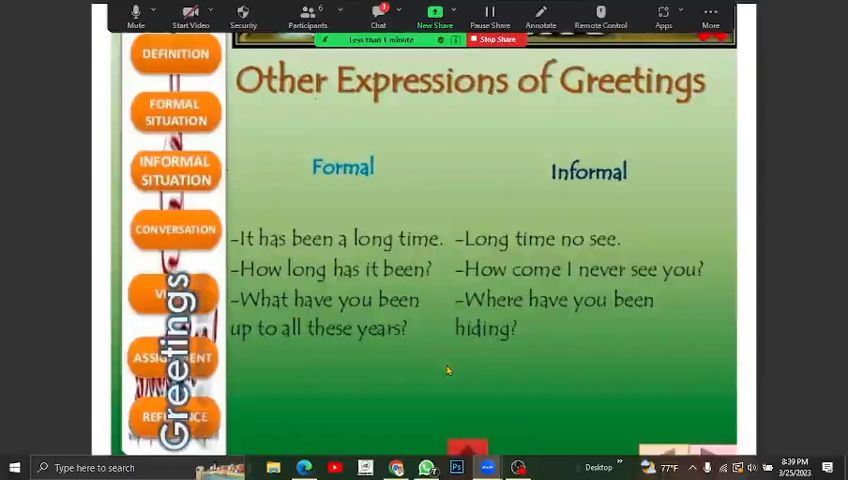 Mute
Start Video
Security
Participants 6
Chat 1
New Share
Pause Share
Annotate
Remote Control
Apps
More
Less than 1 minute
Stop Share
DEFINITION
FORMAL
SITUATION
INFORMAL
SITUATION
CONVERSATION
Greetings
Other Expressions of Greetings
Formal
Informal
-It has been a long time.
-How long has it been?
-What have you been
up to all these years?
-Long time no see.
-How come I never see you?
-Where have you been
hiding?
Type here to search
Desktop
77°F
8:39 PM
3/25/2023